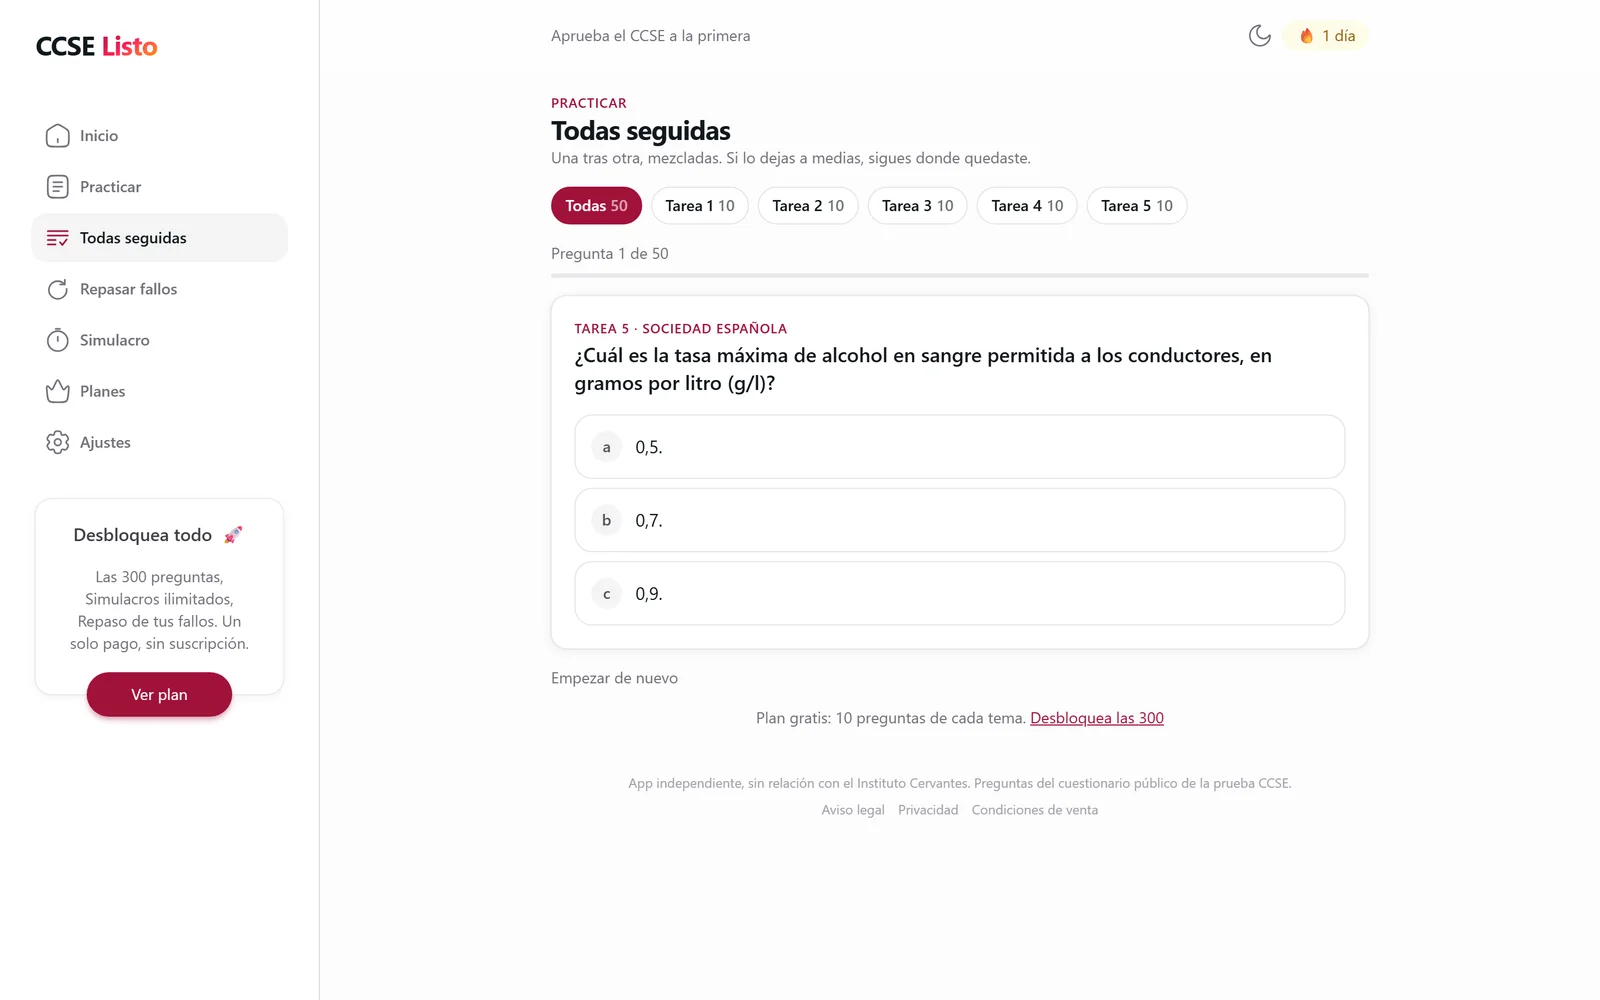 CCSE Listo
Inicio
Practicar
Todas seguidas
Repasar fallos
Simulacro
Planes
Ajustes
Desbloquea todo 🚀
Las 300 preguntas,
Simulacros ilimitados,
Repaso de tus fallos. Un
solo pago, sin suscripción.
Ver plan
Aprueba el CCSE a la primera
🔥 1 día
PRACTICAR
Todas seguidas
Una tras otra, mezcladas. Si lo dejas a medias, sigues donde quedaste.
Todas 50 Tarea 1 10 Tarea 2 10 Tarea 3 10 Tarea 4 10 Tarea 5 10
Pregunta 1 de 50
TAREA 5 · SOCIEDAD ESPAÑOLA
¿Cuál es la tasa máxima de alcohol en sangre permitida a los conductores, en
gramos por litro (g/l)?
a 0,5.
b 0,7.
c 0,9.
Empezar de nuevo
Plan gratis: 10 preguntas de cada tema. Desbloquea las 300
App independiente, sin relación con el Instituto Cervantes. Preguntas del cuestionario público de la prueba CCSE.
Aviso legal Privacidad Condiciones de venta